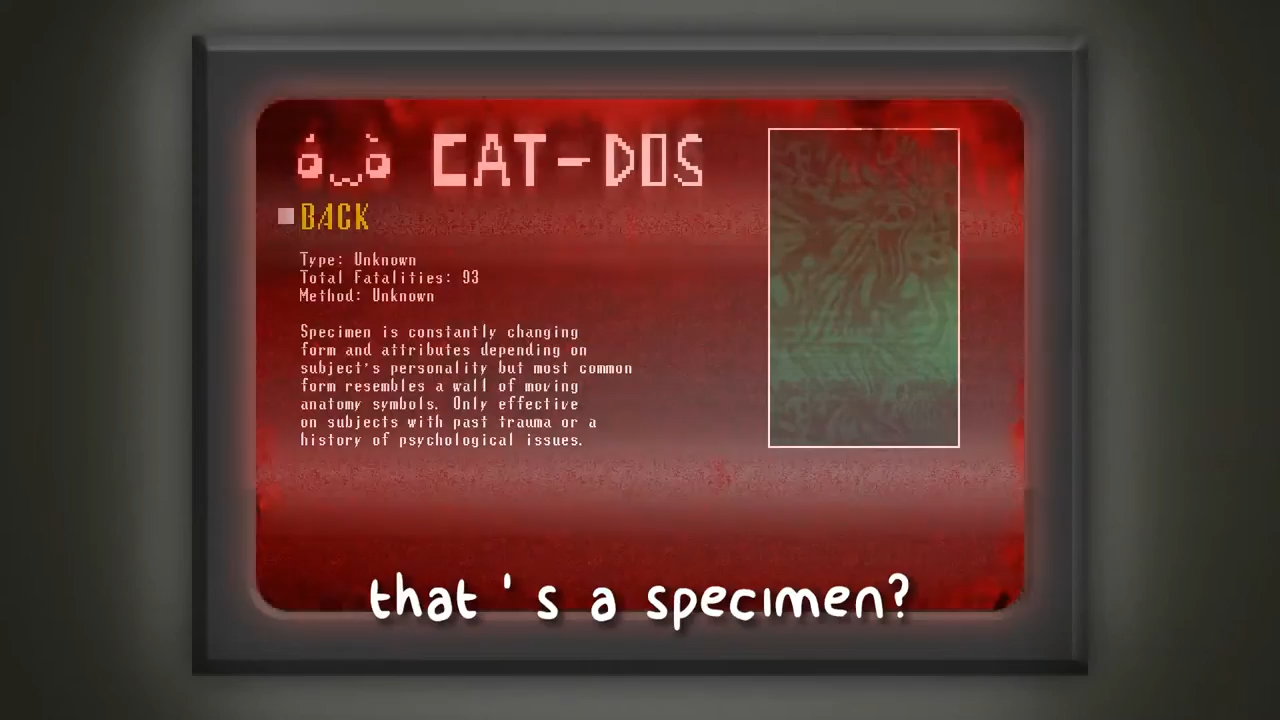 CAT-DOS
BACK
Type: Unknown
Total Fatalities: 93
Method: Unknown
Specimen is constantly changing
form and attributes depending on
subject's personality but most common
form resembles a wall of moving
anatomy symbols. Only effective
on subjects with past trauma or a
history of psychological issues.
that 's a specimen?